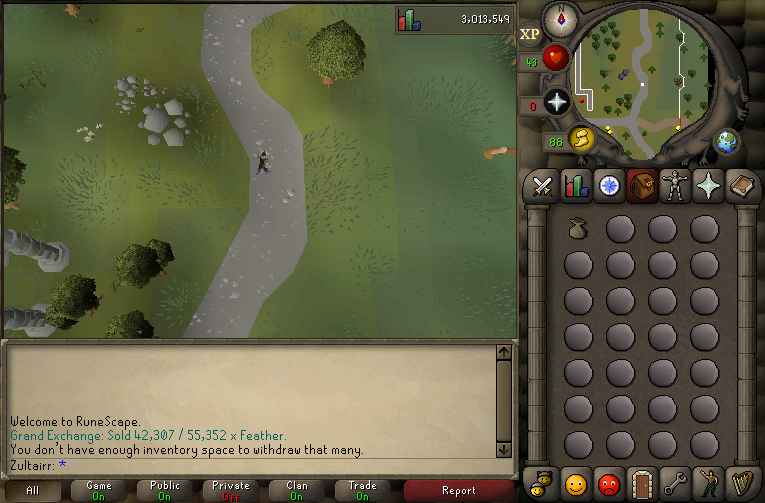 3,013,549
XP
43
0
88
Welcome to RuneScape.
Grand Exchange: Sold 42,307 / 55,352 x Feather.
You don't have enough inventory space to withdraw that many.
Zultairr: *
All
Game
On
Public
On
Private
Off
Clan
On
Trade
On
Report